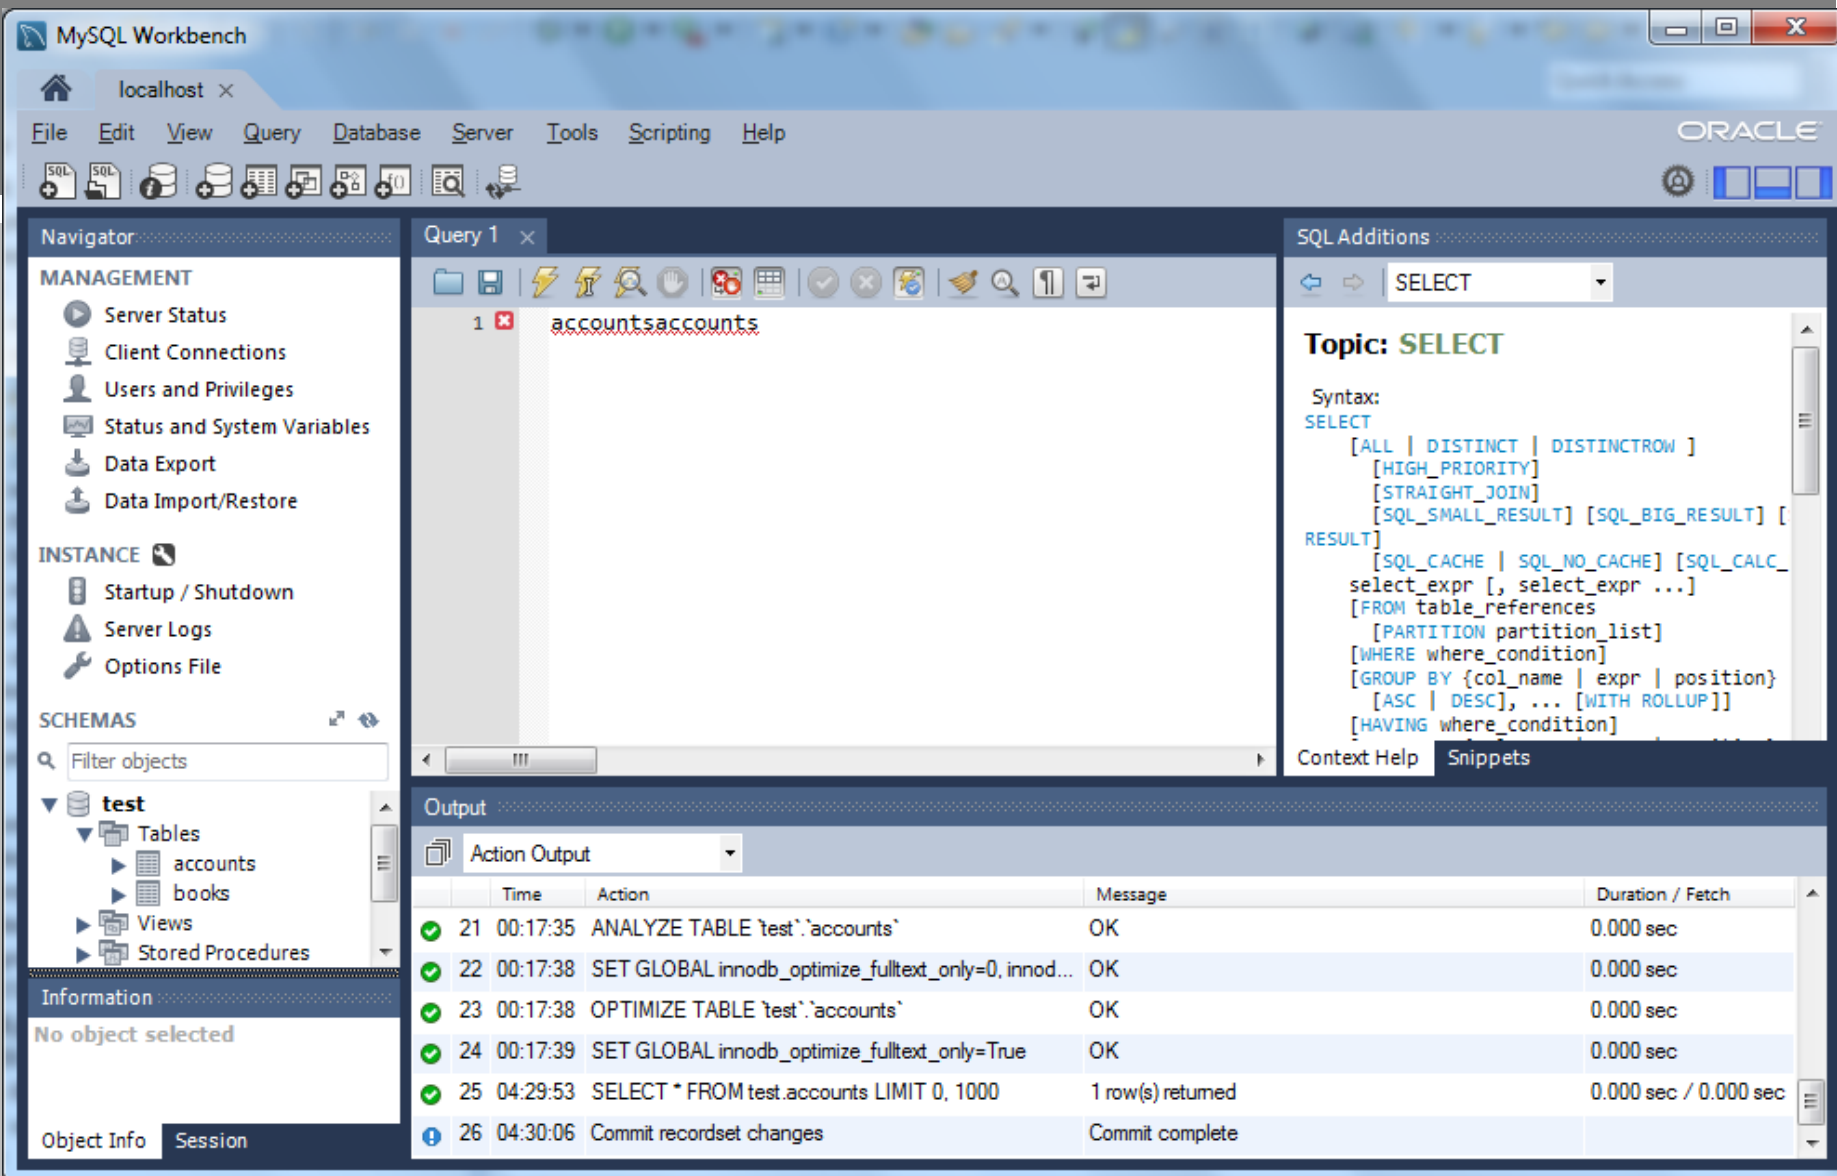 MySQL Workbench
localhost
File Edit View Query Database Server Tools Scripting Help
ORACLE
SQL SQL
Navigator
MANAGEMENT
Server Status
Client Connections
Users and Privileges
Status and System Variables
Data Export
Data Import/Restore
INSTANCE
Startup / Shutdown
Server Logs
Options File
SCHEMAS
Filter objects
test
Tables
accounts
books
Views
Stored Procedures
Information
No object selected
Object Info Session
Query 1
1 accountsaccounts
SQL Additions
SELECT
Topic: SELECT
Syntax:
SELECT
[ALL | DISTINCT | DISTINCTROW ]
[HIGH_PRIORITY]
[STRAIGHT_JOIN]
[SQL_SMALL_RESULT] [SQL_BIG_RESULT] [
RESULT]
[SQL_CACHE | SQL_NO_CACHE] [SQL_CALC_
select_expr [, select_expr ...]
[FROM table_references
[PARTITION partition_list]
[WHERE where_condition]
[GROUP BY {col_name | expr | position}
[ASC | DESC], ... [WITH ROLLUP]]
[HAVING where_condition]
Context Help Snippets
Output
Action Output
Time Action Message Duration / Fetch
21 00:17:35 ANALYZE TABLE `test`.`accounts` OK 0.000 sec
22 00:17:38 SET GLOBAL innodb_optimize_fulltext_only=0, innod... OK 0.000 sec
23 00:17:38 OPTIMIZE TABLE `test`.`accounts` OK 0.000 sec
24 00:17:39 SET GLOBAL innodb_optimize_fulltext_only=True OK 0.000 sec
25 04:29:53 SELECT * FROM test.accounts LIMIT 0, 1000 1 row(s) returned 0.000 sec / 0.000 sec
26 04:30:06 Commit recordset changes Commit complete